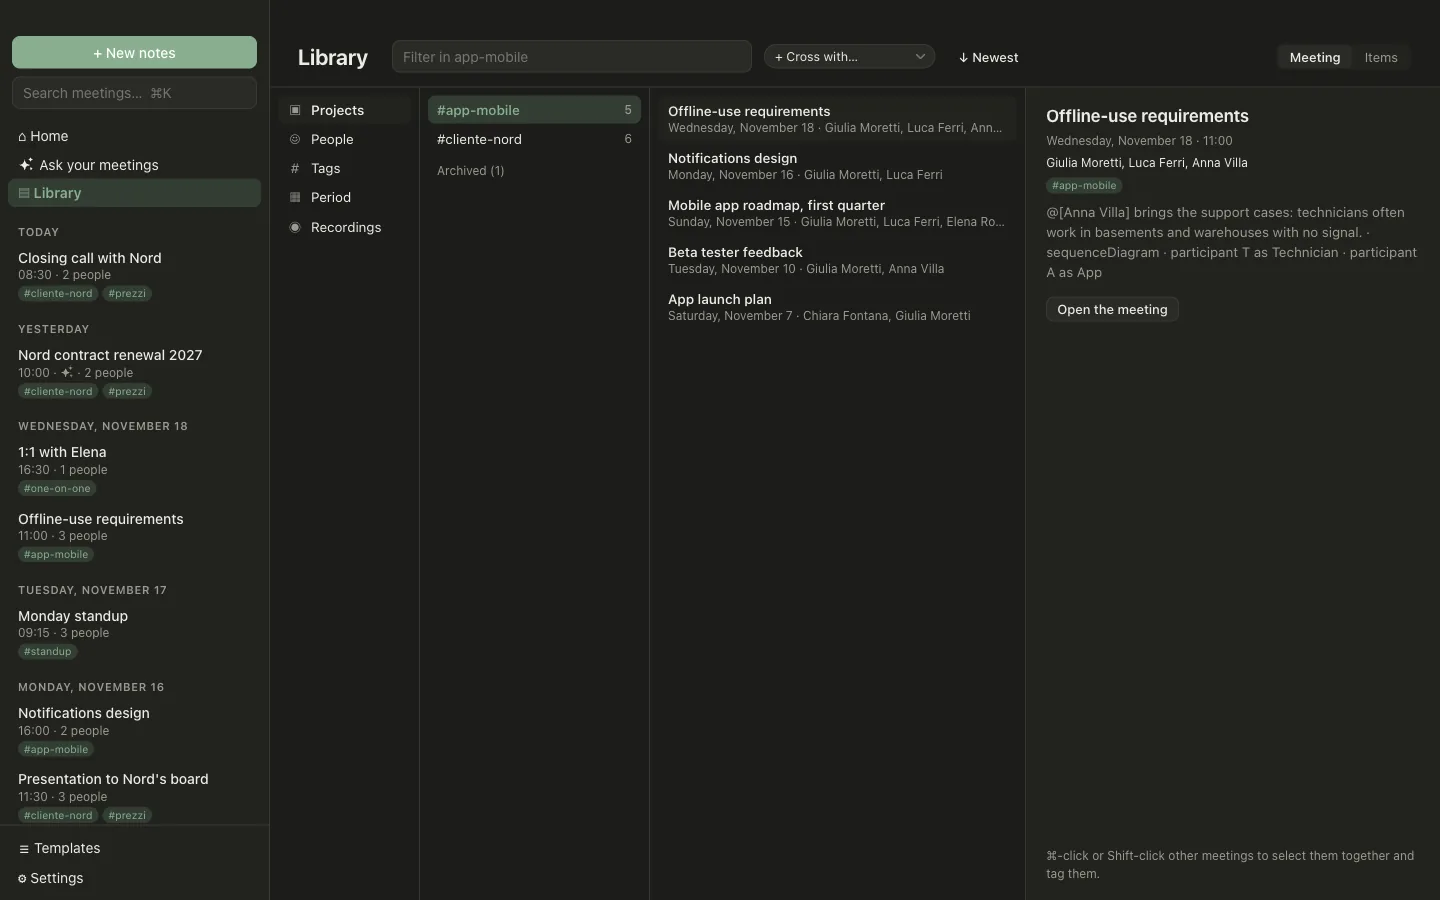 + New notes
Search meetings... ⌘K
Home
Ask your meetings
Library
TODAY
Closing call with Nord
08:30 · 2 people
#cliente-nord #prezzi
YESTERDAY
Nord contract renewal 2027
10:00 · · 2 people
#cliente-nord #prezzi
WEDNESDAY, NOVEMBER 18
1:1 with Elena
16:30 · 1 people
#one-on-one
Offline-use requirements
11:00 · 3 people
#app-mobile
TUESDAY, NOVEMBER 17
Monday standup
09:15 · 3 people
#standup
MONDAY, NOVEMBER 16
Notifications design
16:00 · 2 people
#app-mobile
Presentation to Nord's board
11:30 · 3 people
#cliente-nord #prezzi
Templates
Settings
Library
Filter in app-mobile
+ Cross with...
↓ Newest
Meeting Items
Projects
People
# Tags
Period
Recordings
#app-mobile 5
#cliente-nord 6
Archived (1)
Offline-use requirements
Wednesday, November 18 · Giulia Moretti, Luca Ferri, Ann...
Notifications design
Monday, November 16 · Giulia Moretti, Luca Ferri
Mobile app roadmap, first quarter
Sunday, November 15 · Giulia Moretti, Luca Ferri, Elena Ro...
Beta tester feedback
Tuesday, November 10 · Giulia Moretti, Anna Villa
App launch plan
Saturday, November 7 · Chiara Fontana, Giulia Moretti
Offline-use requirements
Wednesday, November 18 · 11:00
Giulia Moretti, Luca Ferri, Anna Villa
#app-mobile
@[Anna Villa] brings the support cases: technicians often
work in basements and warehouses with no signal. ·
sequenceDiagram · participant T as Technician · participant
A as App
Open the meeting
⌘-click or Shift-click other meetings to select them together and
tag them.